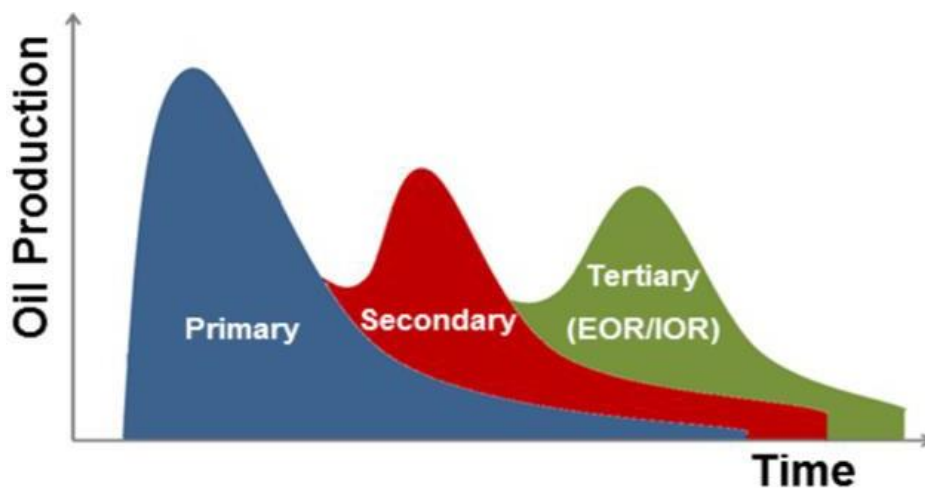 Oil Production
Primary
Secondary
Tertiary
(EOR/IOR)
Time